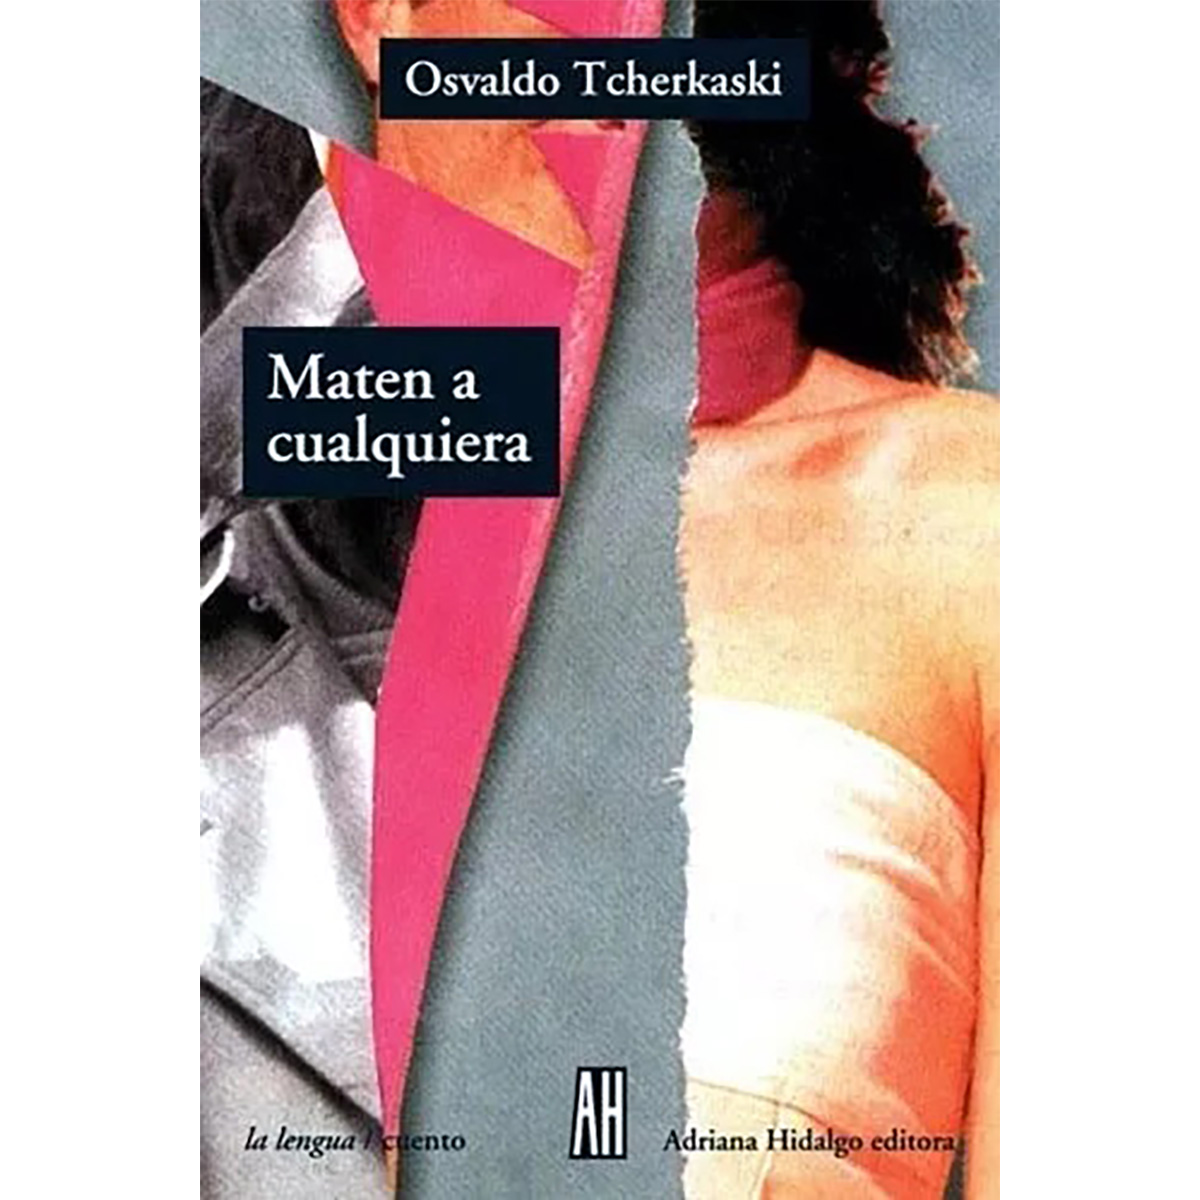 Osvaldo Tcherkaski
Maten a
cualquiera
la lengua / cuento
AH
Adriana Hidalgo editora